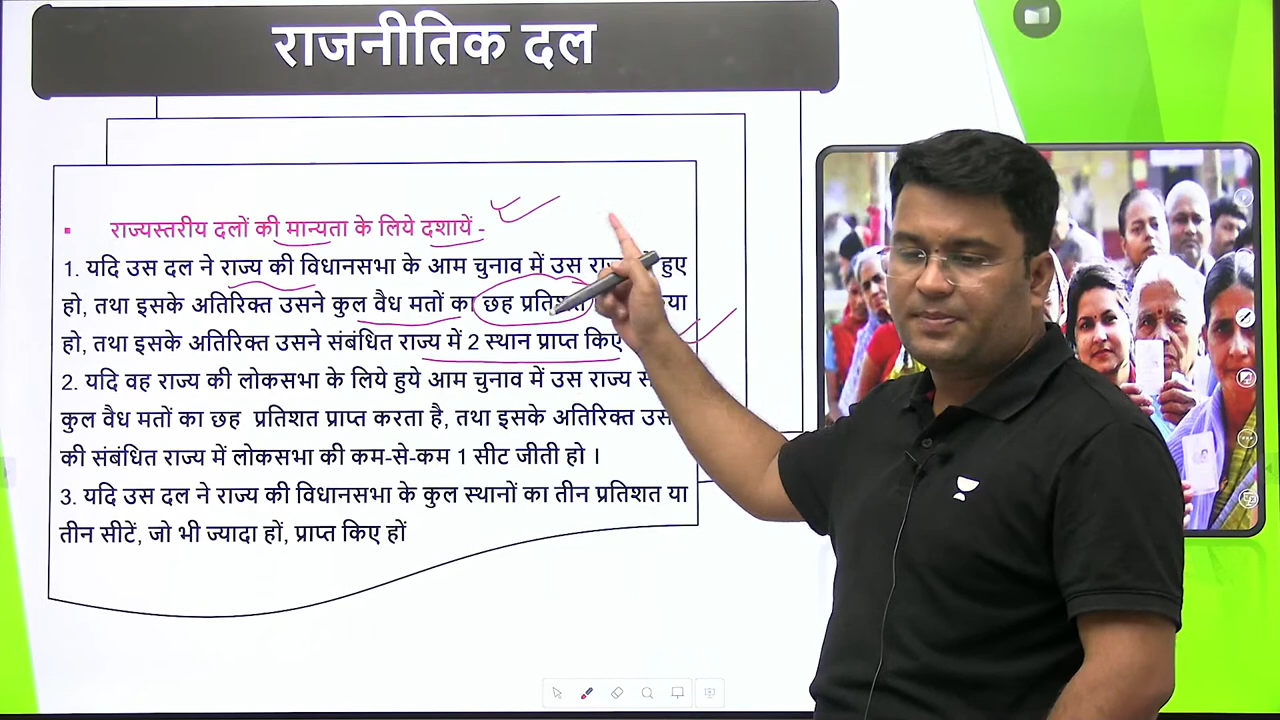 राजनीतिक दल
राज्यस्तरीय दलों की मान्यता के लिये दशायें -
1. यदि उस दल ने राज्य की विधानसभा के आम चुनाव में उस हुए
हो, तथा इसके अतिरिक्त उसने कुल वैध मतों का छह प्रतिशत
हो, तथा इसके अतिरिक्त उसने संबंधित राज्य में 2 स्थान प्राप्त किए
2. यदि वह राज्य की लोकसभा के लिये हुये आम चुनाव में उस राज्य
कुल वैध मतों का छह प्रतिशत प्राप्त करता है, तथा इसके अतिरिक्त
की संबंधित राज्य में लोकसभा की कम-से-कम 1 सीट जीती हो ।
3. यदि उस दल ने राज्य की विधानसभा के कुल स्थानों का तीन प्रतिशत या
तीन सीटें, जो भी ज्यादा हों, प्राप्त किए हों